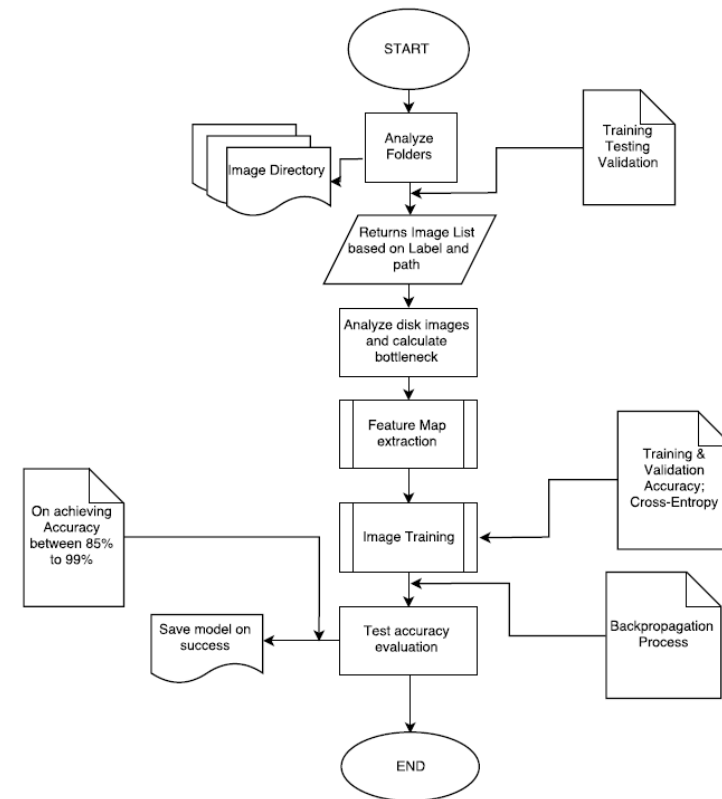 START
Analyze
Folders
Image Directory
Training
Testing
Validation
Returns Image List
based on Label and
path
Analyze disk images
and calculate
bottleneck
Feature Map
extraction
Training &
Validation
Accuracy;
Cross-Entropy
On achieving
Accuracy
between 85%
to 99%
Image Training
Backpropagation
Process
Save model on
success
Test accuracy
evaluation
END